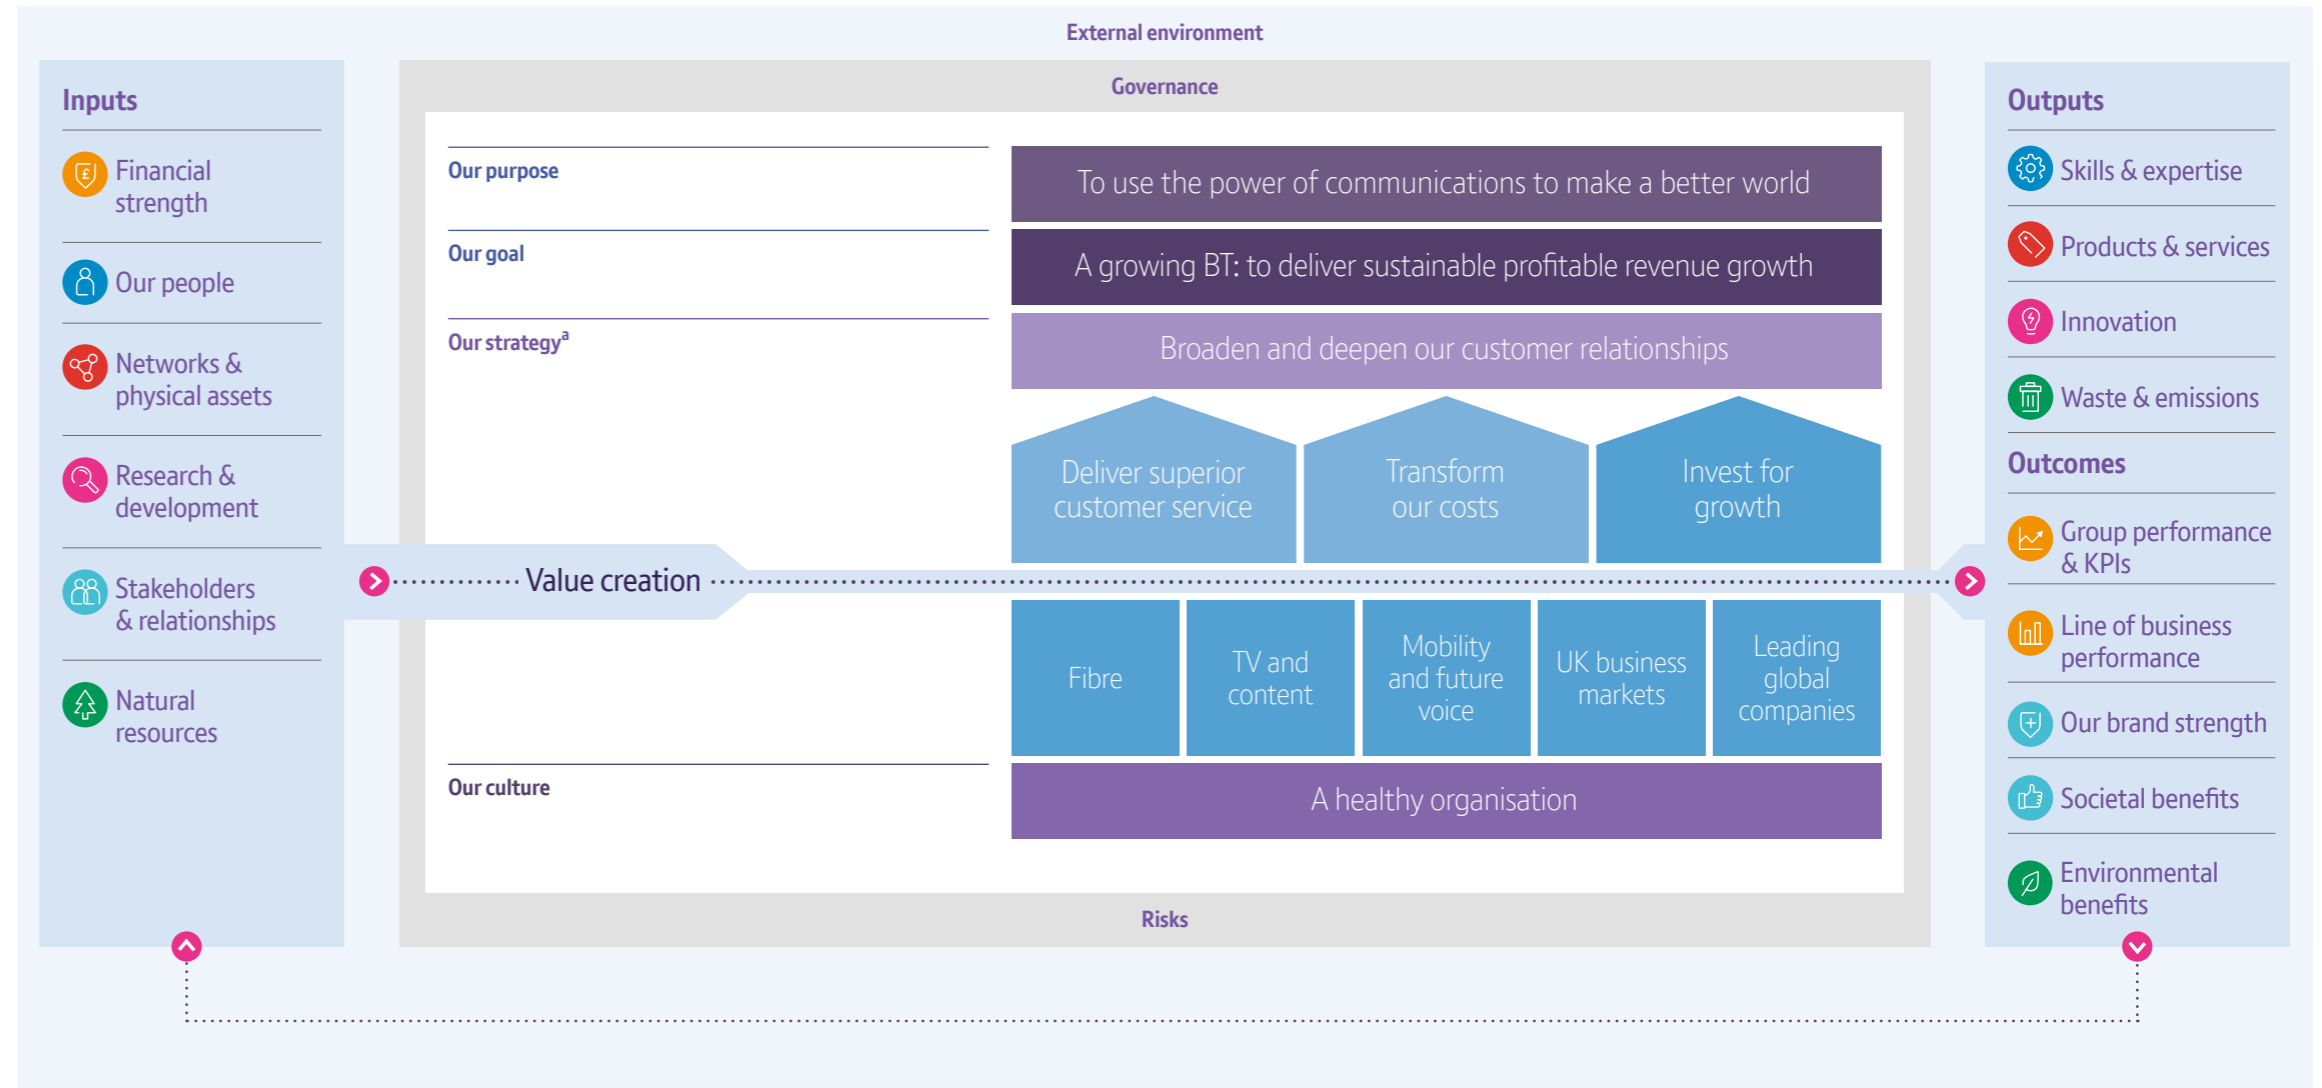 External environment
Governance
Inputs
Financial
strength
Our people
Networks &
physical assets
Research &
development
Stakeholders
& relationships
Natural
resources
Our purpose
To use the power of communications to make a better world
Our goal
A growing BT: to deliver sustainable profitable revenue growth
Our strategyᵃ
Broaden and deepen our customer relationships
Deliver superior
customer service
Transform
our costs
Invest for
growth
Value creation
Fibre
TV and
content
Mobility
and future
voice
UK business
markets
Leading
global
companies
Our culture
A healthy organisation
Risks
Outputs
Skills & expertise
Products & services
Innovation
Waste & emissions
Outcomes
Group performance
& KPIs
Line of business
performance
Our brand strength
Societal benefits
Environmental
benefits